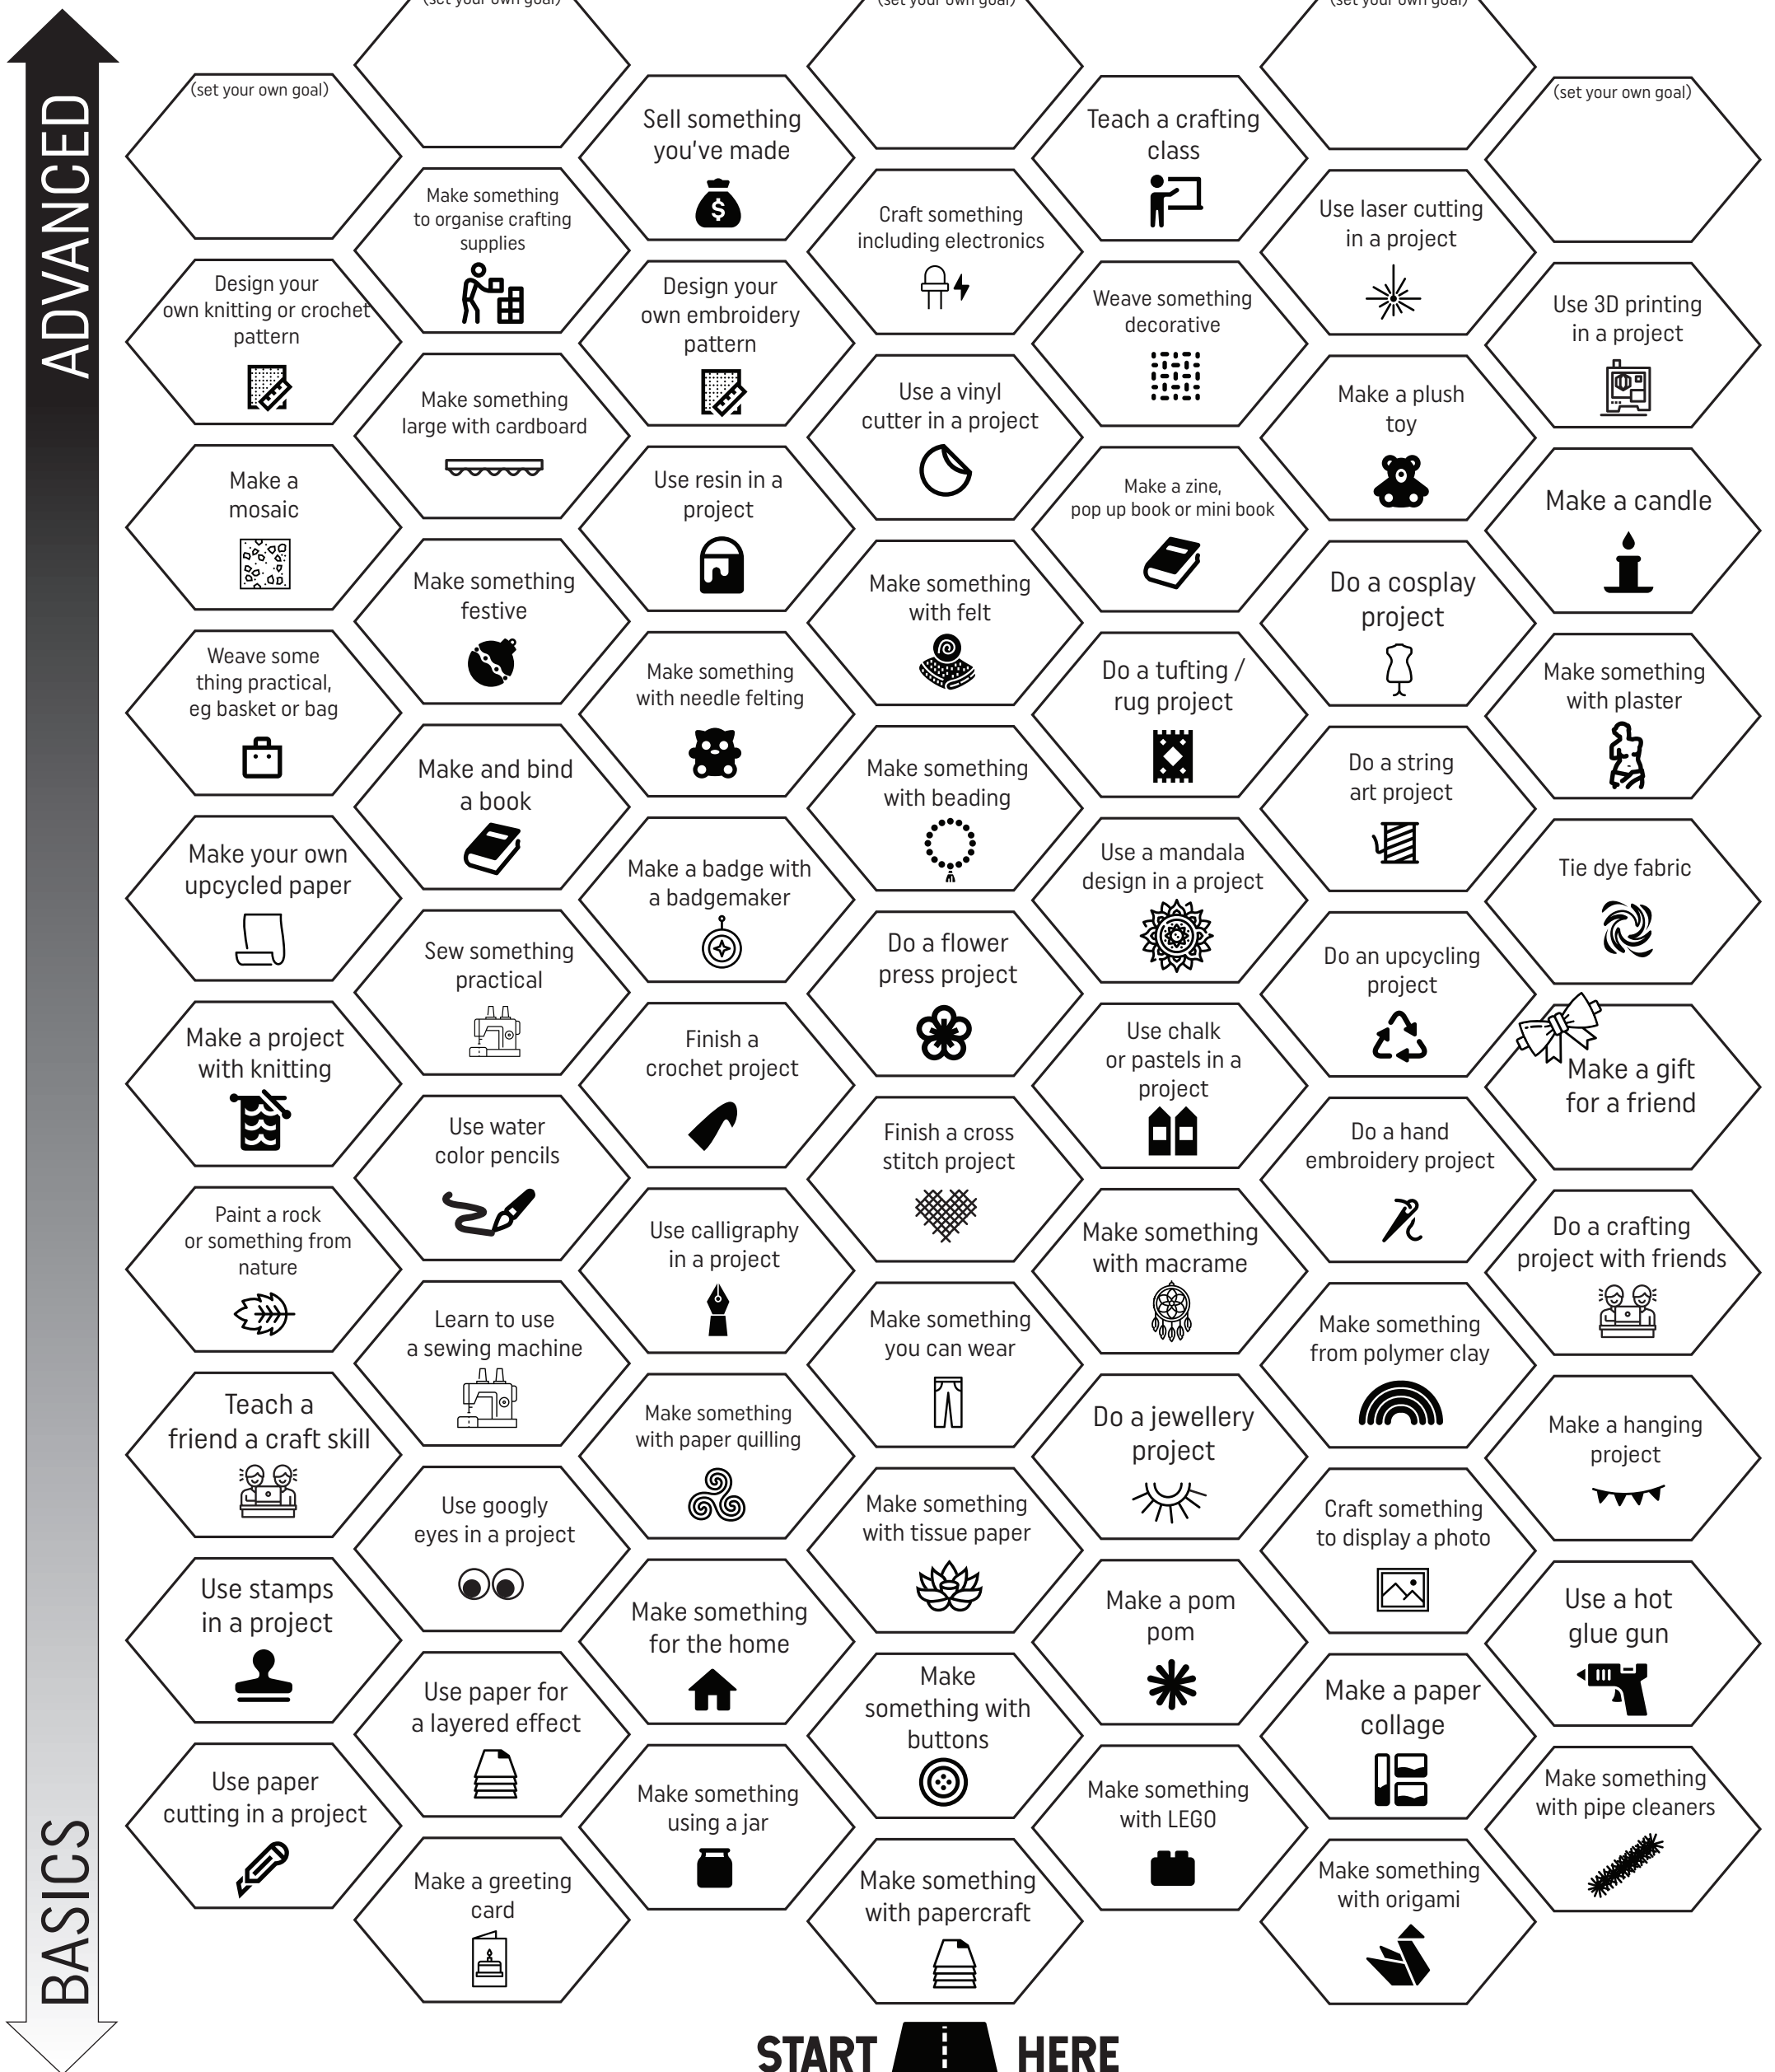 (set your own goal)
(set your own goal)
(set your own goal)
(set your own goal)
(set your own goal)
ADVANCED
Sell something
you've made
Teach a crafting
class
Make something
to organise crafting
supplies
Craft something
including electronics
Use laser cutting
in a project
Design your
own knitting or crochet
pattern
Design your
own embroidery
pattern
Weave something
decorative
Use 3D printing
in a project
Make something
large with cardboard
Use a vinyl
cutter in a project
Make a plush
toy
Make a
mosaic
Use resin in a
project
Make a zine,
pop up book or mini book
Make a candle
Make something
festive
Make something
with felt
Do a cosplay
project
Weave some
thing practical,
eg basket or bag
Make something
with needle felting
Do a tufting /
rug project
Make something
with plaster
Make and bind
a book
Make something
with beading
Do a string
art project
Make your own
upcycled paper
Make a badge with
a badgemaker
Use a mandala
design in a project
Tie dye fabric
Sew something
practical
Do a flower
press project
Do an upcycling
project
Make a project
with knitting
Finish a
crochet project
Use chalk
or pastels in a
project
Make a gift
for a friend
Use water
color pencils
Finish a cross
stitch project
Do a hand
embroidery project
Paint a rock
or something from
nature
Use calligraphy
in a project
Make something
with macrame
Do a crafting
project with friends
Learn to use
a sewing machine
Make something
you can wear
Make something
from polymer clay
Teach a
friend a craft skill
Make something
with paper quilling
Do a jewellery
project
Make a hanging
project
Use googly
eyes in a project
Make something
with tissue paper
Craft something
to display a photo
Use stamps
in a project
Make something
for the home
Make a pom
pom
Use a hot
glue gun
Use paper for
a layered effect
Make
something with
buttons
Make a paper
collage
Use paper
cutting in a project
Make something
using a jar
Make something
with LEGO
Make something
with pipe cleaners
BASICS
Make a greeting
card
Make something
with papercraft
Make something
with origami
START HERE